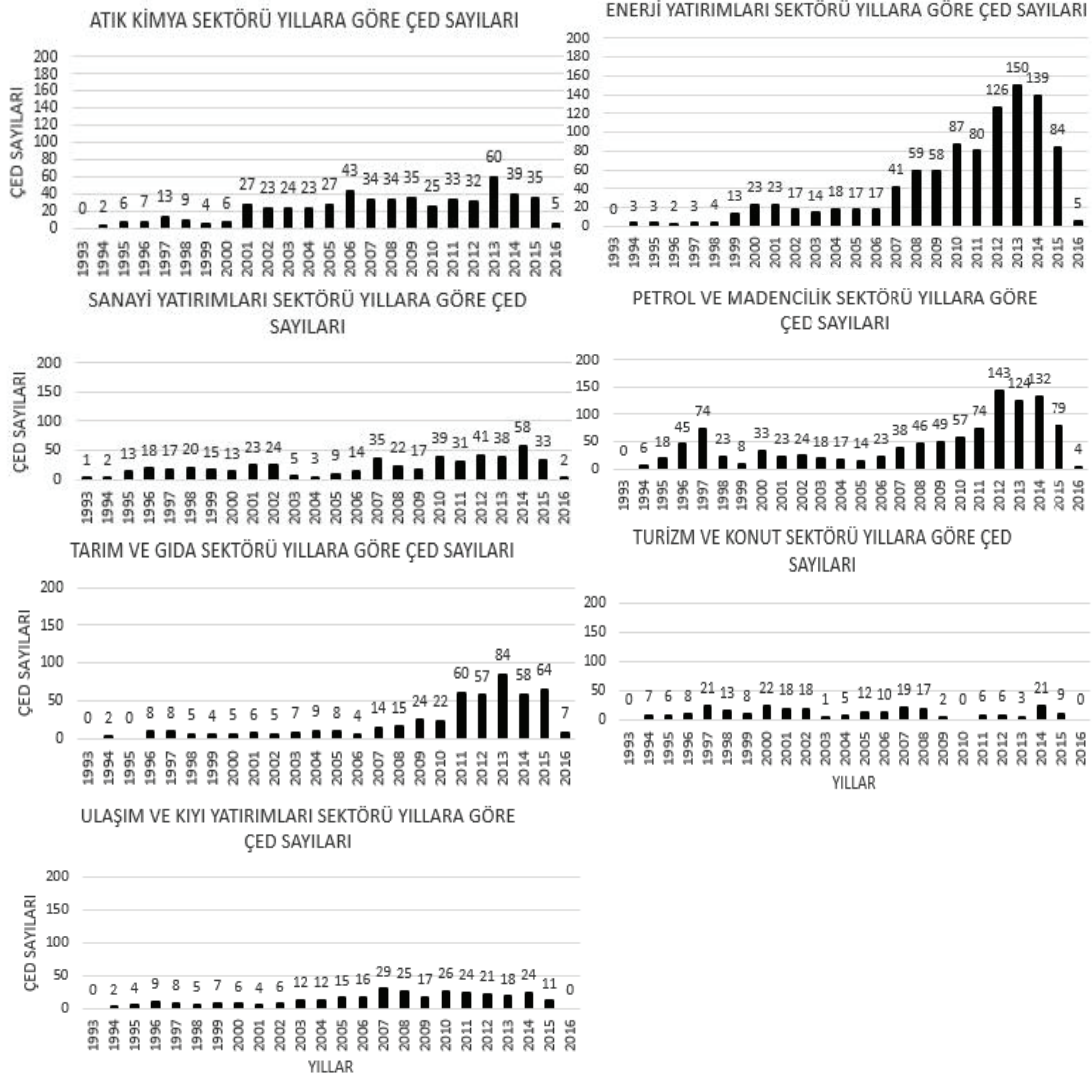 ATIK KİMYA SEKTÖRÜ YILLARA GÖRE ÇED SAYILARI
ÇED SAYILARI
200
180
160
140
120
100
80
60
40
20
0
0 2 6 7 13 9 4 6 27 23 24 23 27 43 34 34 35 25 33 32 60 39 35 5
1993 1994 1995 1996 1997 1998 1999 2000 2001 2002 2003 2004 2005 2006 2007 2008 2009 2010 2011 2012 2013 2014 2015 2016
ENERJİ YATIRIMLARI SEKTÖRÜ YILLARA GÖRE ÇED SAYILARI
200
180
160
140
120
100
80
60
40
20
0
0 3 3 2 3 4 13 23 23 17 14 18 17 17 41 59 58 87 80 126 150 139 84 5
1993 1994 1995 1996 1997 1998 1999 2000 2001 2002 2003 2004 2005 2006 2007 2008 2009 2010 2011 2012 2013 2014 2015 2016
SANAYİ YATIRIMLARI SEKTÖRÜ YILLARA GÖRE ÇED
SAYILARI
ÇED SAYILARI
200
150
100
50
0
1 2 13 18 17 20 15 13 23 24 5 3 9 14 35 22 17 39 31 41 38 58 33 2
1993 1994 1995 1996 1997 1998 1999 2000 2001 2002 2003 2004 2005 2006 2007 2008 2009 2010 2011 2012 2013 2014 2015 2016
PETROL VE MADENCİLİK SEKTÖRÜ YILLARA GÖRE
ÇED SAYILARI
200
150
100
50
0
0 6 18 45 74 23 8 33 23 24 18 17 14 23 38 46 49 57 74 143 124 132 79 4
1993 1994 1995 1996 1997 1998 1999 2000 2001 2002 2003 2004 2005 2006 2007 2008 2009 2010 2011 2012 2013 2014 2015 2016
TARIM VE GIDA SEKTÖRÜ YILLARA GÖRE ÇED SAYILARI
ÇED SAYILARI
200
150
100
50
0
0 2 0 8 8 5 4 5 6 5 7 9 8 4 14 15 24 22 60 57 84 58 64 7
1993 1994 1995 1996 1997 1998 1999 2000 2001 2002 2003 2004 2005 2006 2007 2008 2009 2010 2011 2012 2013 2014 2015 2016
TURİZM VE KONUT SEKTÖRÜ YILLARA GÖRE ÇED
SAYILARI
200
150
100
50
0
0 7 6 8 21 13 8 22 18 18 1 5 12 10 19 17 2 0 6 6 3 21 9 0
1993 1994 1995 1996 1997 1998 1999 2000 2001 2002 2003 2004 2005 2006 2007 2008 2009 2010 2011 2012 2013 2014 2015 2016
YILLAR
ULAŞIM VE KIYI YATIRIMLARI SEKTÖRÜ YILLARA GÖRE
ÇED SAYILARI
ÇED SAYILARI
200
150
100
50
0
0 2 4 9 8 5 7 6 4 6 12 12 15 16 29 25 17 26 24 21 18 24 11 0
1993 1994 1995 1996 1997 1998 1999 2000 2001 2002 2003 2004 2005 2006 2007 2008 2009 2010 2011 2012 2013 2014 2015 2016
YILLAR